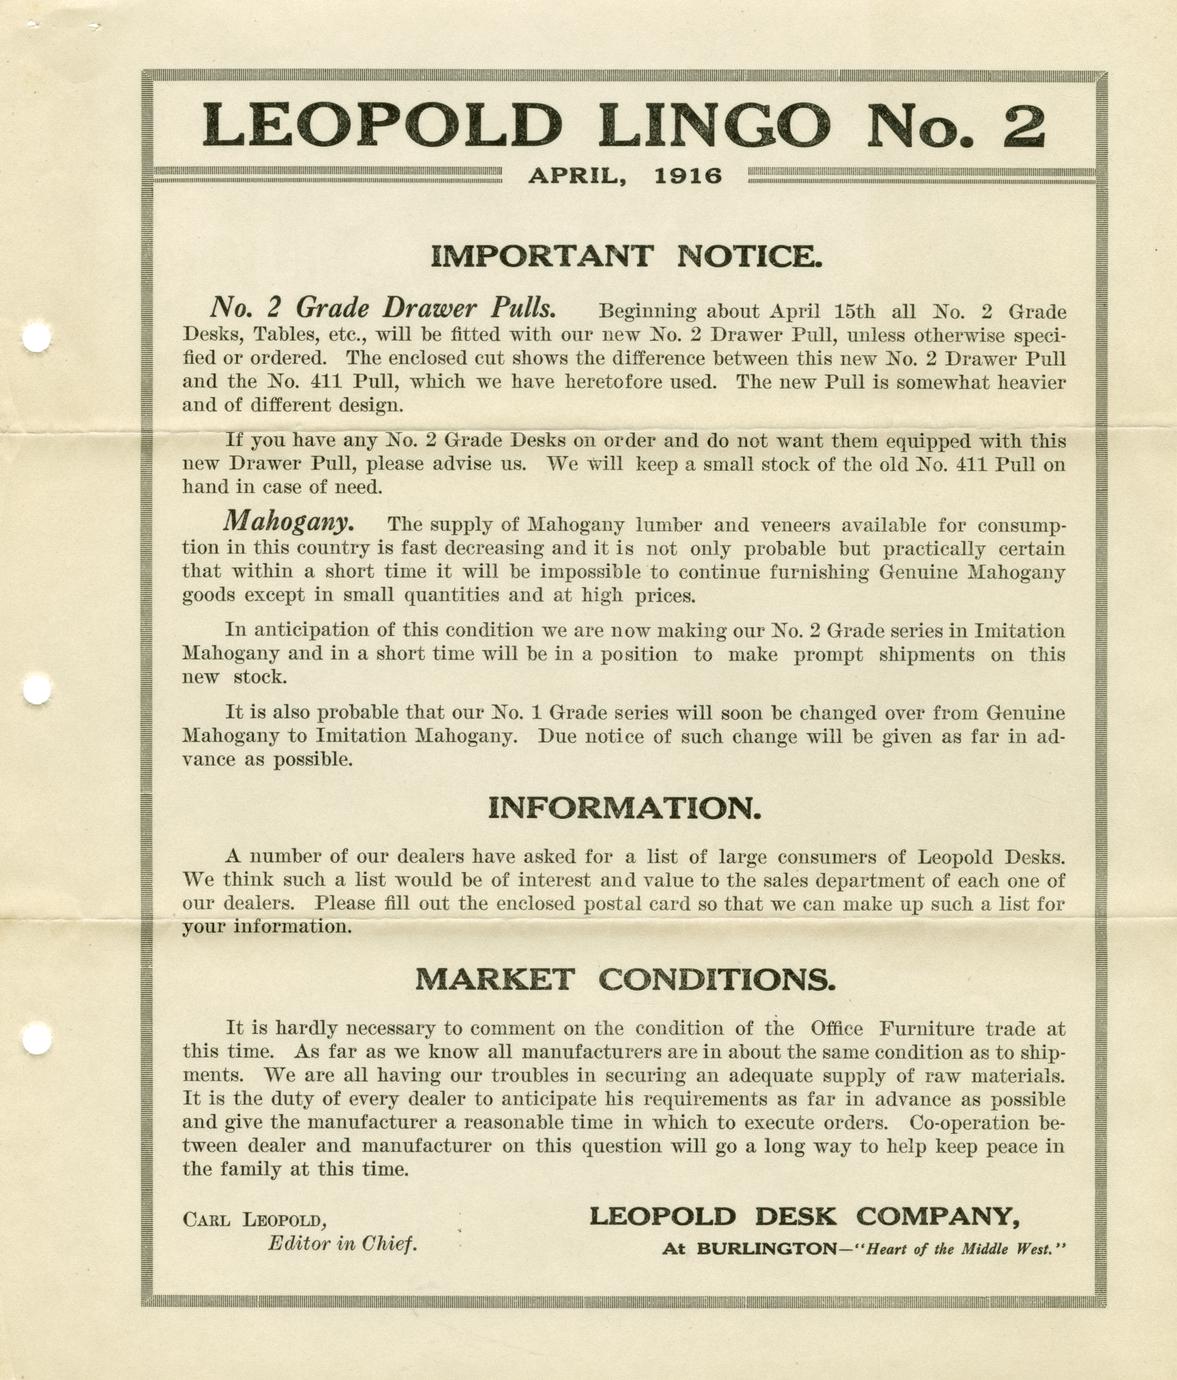 LEOPOLD LINGO No. 2
APRIL, 1916
IMPORTANT NOTICE.
No. 2 Grade Drawer Pulls. Beginning about April 15th all No. 2 Grade
Desks, Tables, etc., will be fitted with our new No. 2 Drawer Pull, unless otherwise speci-
fied or ordered. The enclosed cut shows the difference between this new No. 2 Drawer Pull
and the No. 411 Pull, which we have heretofore used. The new Pull is somewhat heavier
and of different design.
If you have any No. 2 Grade Desks on order and do not want them equipped with this
new Drawer Pull, please advise us. We will keep a small stock of the old No. 411 Pull on
hand in case of need.
Mahogany. The supply of Mahogany lumber and veneers available for consump-
tion in this country is fast decreasing and it is not only probable but practically certain
that within a short time it will be impossible to continue furnishing Genuine Mahogany
goods except in small quantities and at high prices.
In anticipation of this condition we are now making our No. 2 Grade series in Imitation
Mahogany and in a short time will be in a position to make prompt shipments on this
new stock.
It is also probable that our No. 1 Grade series will soon be changed over from Genuine
Mahogany to Imitation Mahogany. Due notice of such change will be given as far in ad-
vance as possible.
INFORMATION.
A number of our dealers have asked for a list of large consumers of Leopold Desks.
We think such a list would be of interest and value to the sales department of each one of
our dealers. Please fill out the enclosed postal card so that we can make up such a list for
your information.
MARKET CONDITIONS.
It is hardly necessary to comment on the condition of the Office Furniture trade at
this time. As far as we know all manufacturers are in about the same condition as to ship-
ments. We are all having our troubles in securing an adequate supply of raw materials.
It is the duty of every dealer to anticipate his requirements as far in advance as possible
and give the manufacturer a reasonable time in which to execute orders. Co-operation be-
tween dealer and manufacturer on this question will go a long way to help keep peace in
the family at this time.
CARL LEOPOLD,
Editor in Chief.
LEOPOLD DESK COMPANY,
At BURLINGTON—"Heart of the Middle West."